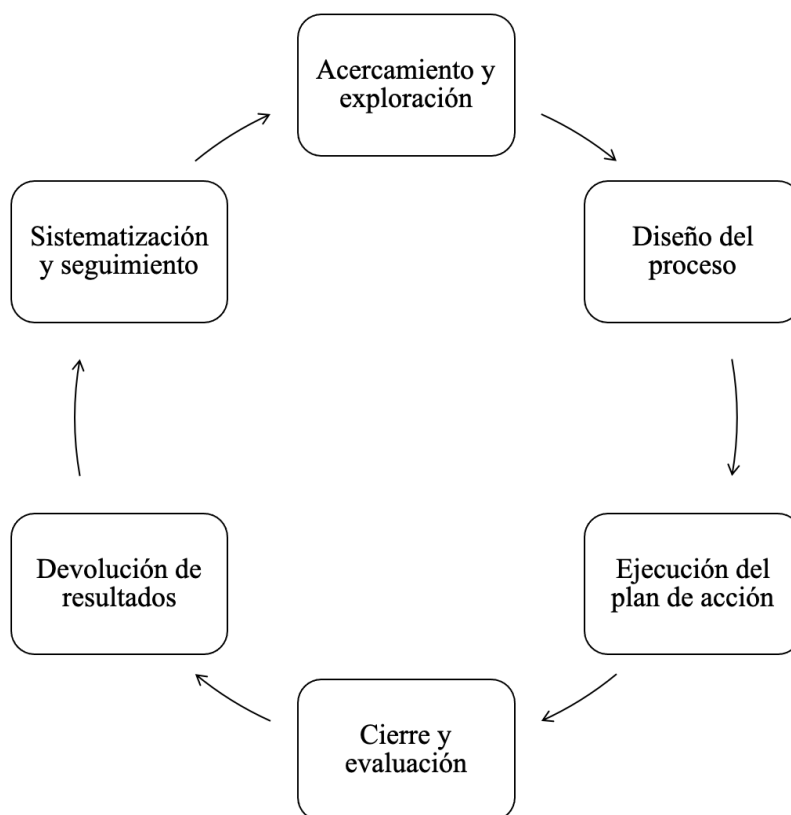 Acercamiento y
exploración
Diseño del
proceso
Ejecución del
plan de acción
Cierre y
evaluación
Devolución de
resultados
Sistematización
y seguimiento